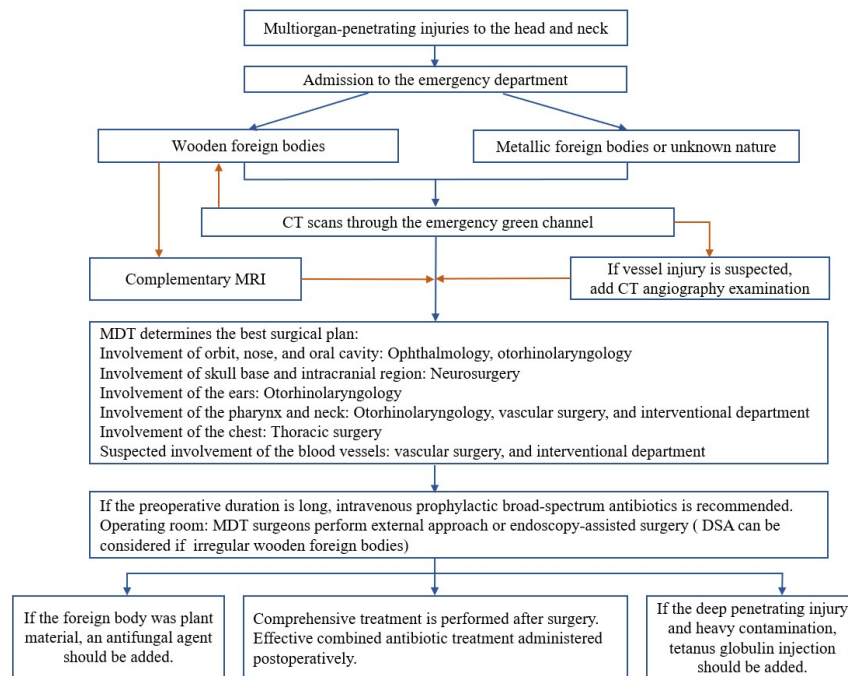 Multiorgan-penetrating injuries to the head and neck
Admission to the emergency department
Wooden foreign bodies
Metallic foreign bodies or unknown nature
CT scans through the emergency green channel
Complementary MRI
If vessel injury is suspected,
add CT angiography examination
MDT determines the best surgical plan:
Involvement of orbit, nose, and oral cavity: Ophthalmology, otorhinolaryngology
Involvement of skull base and intracranial region: Neurosurgery
Involvement of the ears: Otorhinolaryngology
Involvement of the pharynx and neck: Otorhinolaryngology, vascular surgery, and interventional department
Involvement of the chest: Thoracic surgery
Suspected involvement of the blood vessels: vascular surgery, and interventional department
If the preoperative duration is long, intravenous prophylactic broad-spectrum antibiotics is recommended.
Operating room: MDT surgeons perform external approach or endoscopy-assisted surgery ( DSA can be
considered if irregular wooden foreign bodies)
If the foreign body was plant
material, an antifungal agent
should be added.
Comprehensive treatment is performed after surgery.
Effective combined antibiotic treatment administered
postoperatively.
If the deep penetrating injury
and heavy contamination,
tetanus globulin injection
should be added.